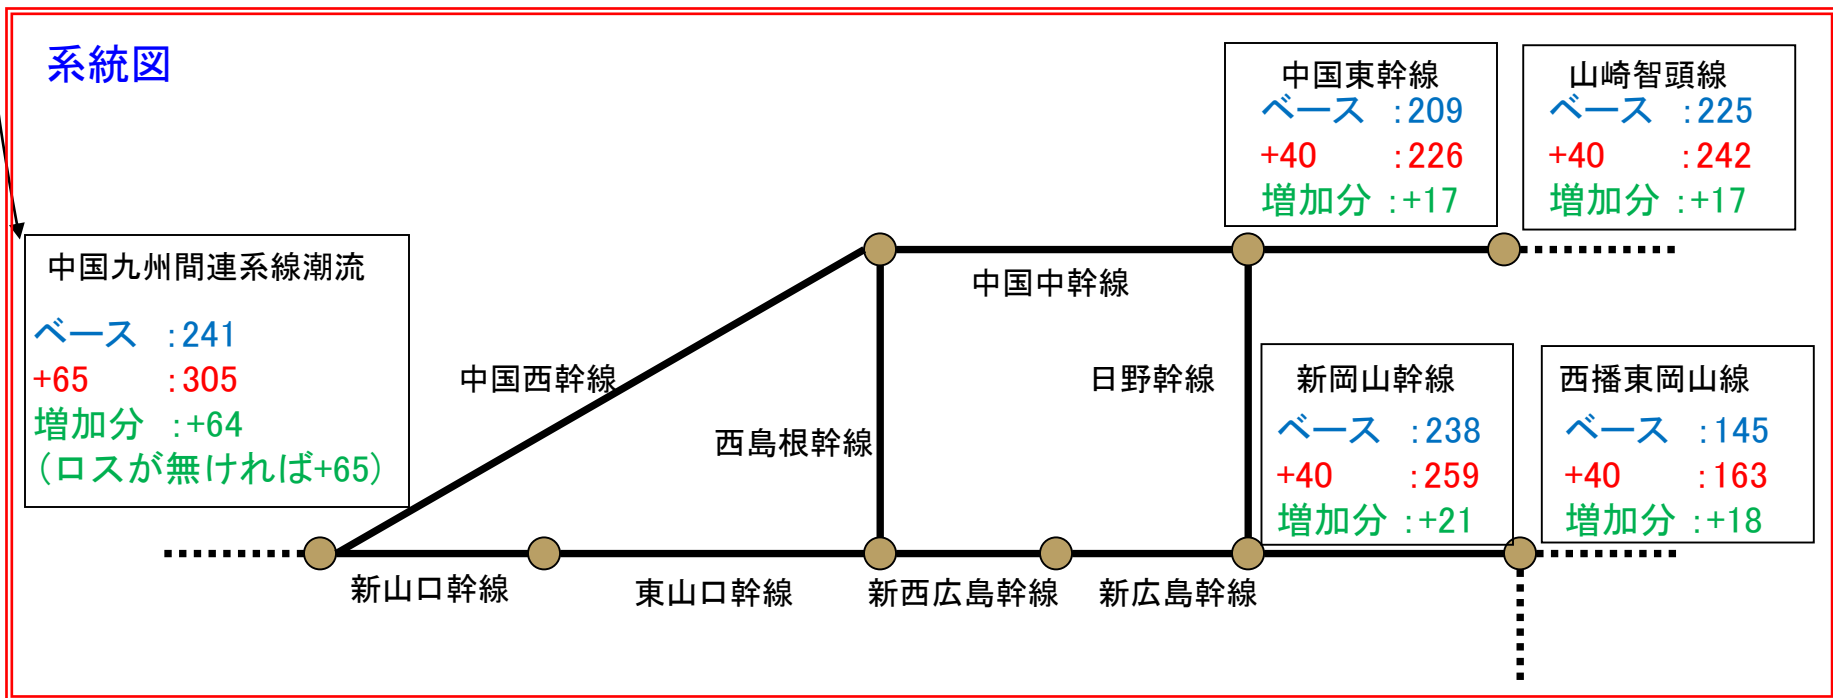 系統図
中国東幹線
ベース :209
+40 :226
増加分 :+17
山崎智頭線
ベース :225
+40 :242
増加分 :+17
中国九州間連系線潮流
ベース :241
+65 :305
増加分 :+64
(ロスが無ければ+65)
中国中幹線
中国西幹線
西島根幹線
日野幹線
新岡山幹線
ベース :238
+40 :259
増加分 :+21
西播東岡山線
ベース :145
+40 :163
増加分 :+18
新山口幹線
東山口幹線
新西広島幹線
新広島幹線